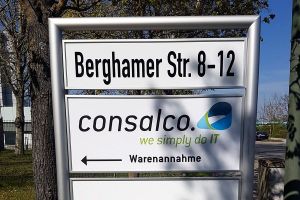 Berghamer Str. 8-12
consalco.
we simply do IT
Warenannahme